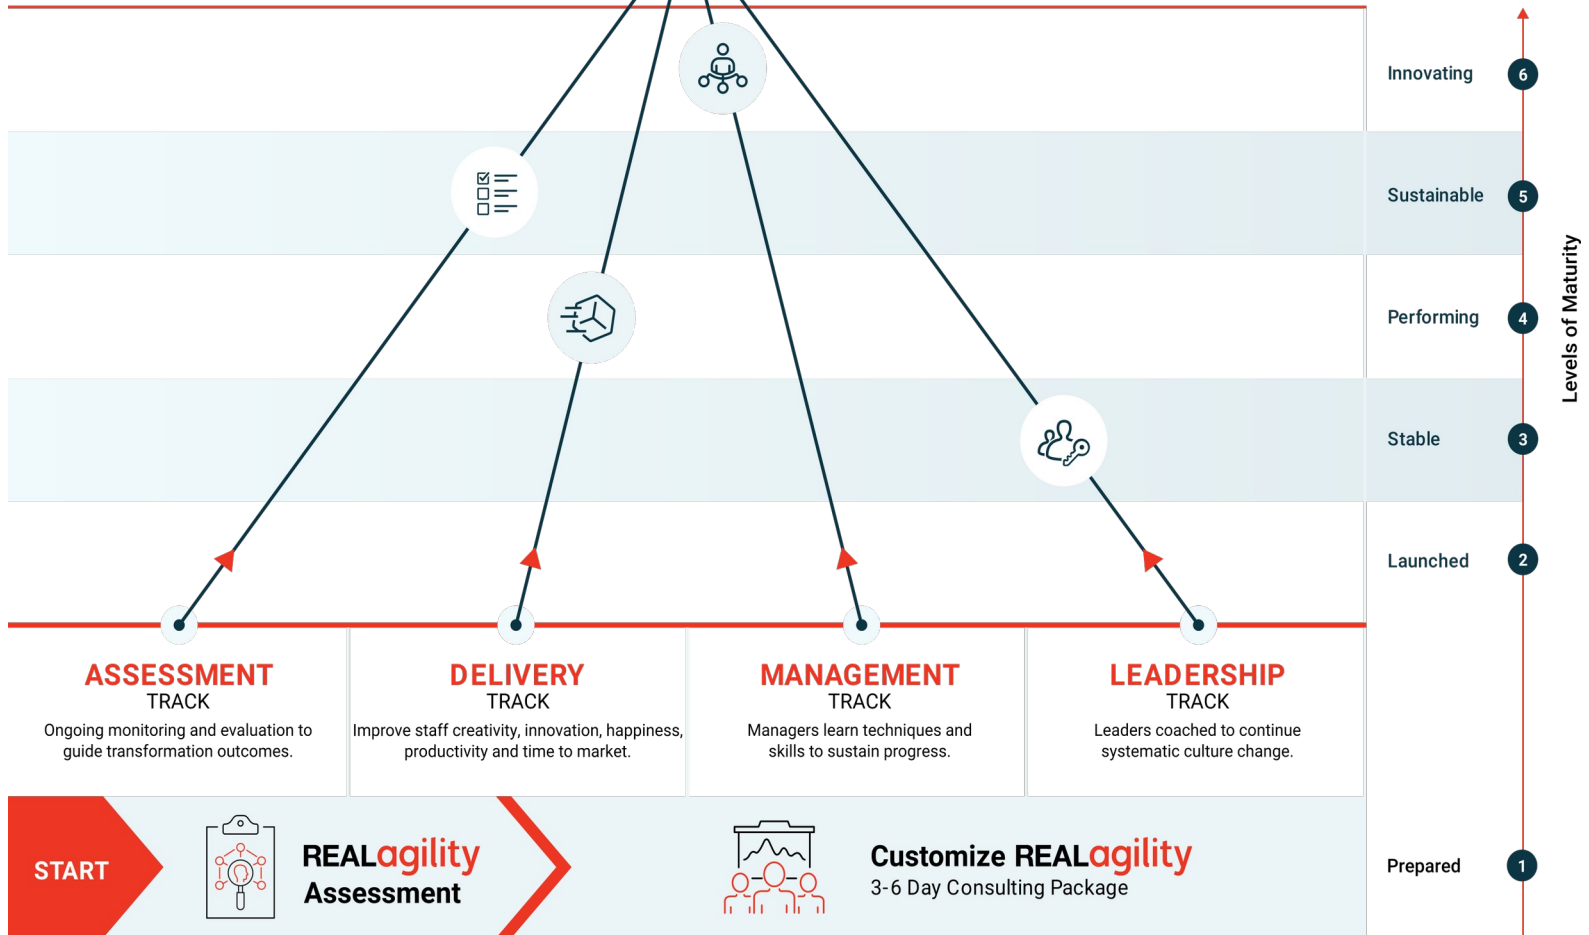 Innovating 6
Sustainable 5
Performing 4
Stable 3
Launched 2
Levels of Maturity
ASSESSMENT
TRACK
Ongoing monitoring and evaluation to
guide transformation outcomes.
DELIVERY
TRACK
Improve staff creativity, innovation, happiness,
productivity and time to market.
MANAGEMENT
TRACK
Managers learn techniques and
skills to sustain progress.
LEADERSHIP
TRACK
Leaders coached to continue
systematic culture change.
START
REALagility
Assessment
Customize REALagility
3-6 Day Consulting Package
Prepared 1